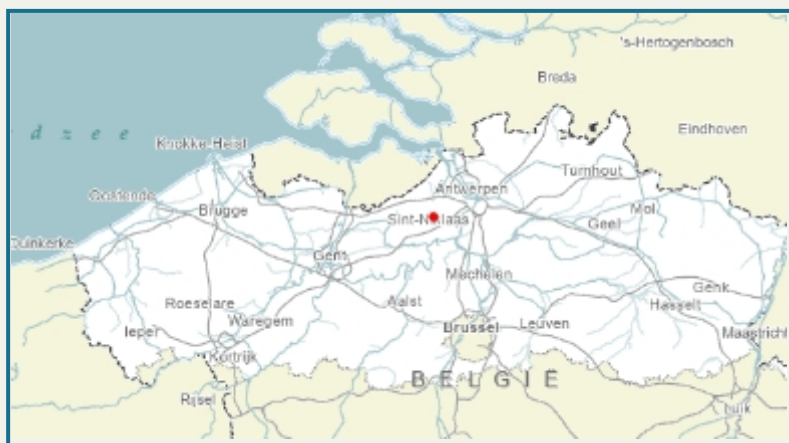 's-Hertogenbosch
Breda
Eindhoven
d z e e
Knokke-Heist
Turnhout
Antwerpen
Oostende
Mol
Brugge
Sint-Niklaas
Geel
Duinkerke
Gent
Mechelen
Genk
Roeselare
Aalst
Hasselt
Waregem
Ieper
Brussel
Leuven
Maastricht
Kortrijk
BELGIË
Rijsel
Luik